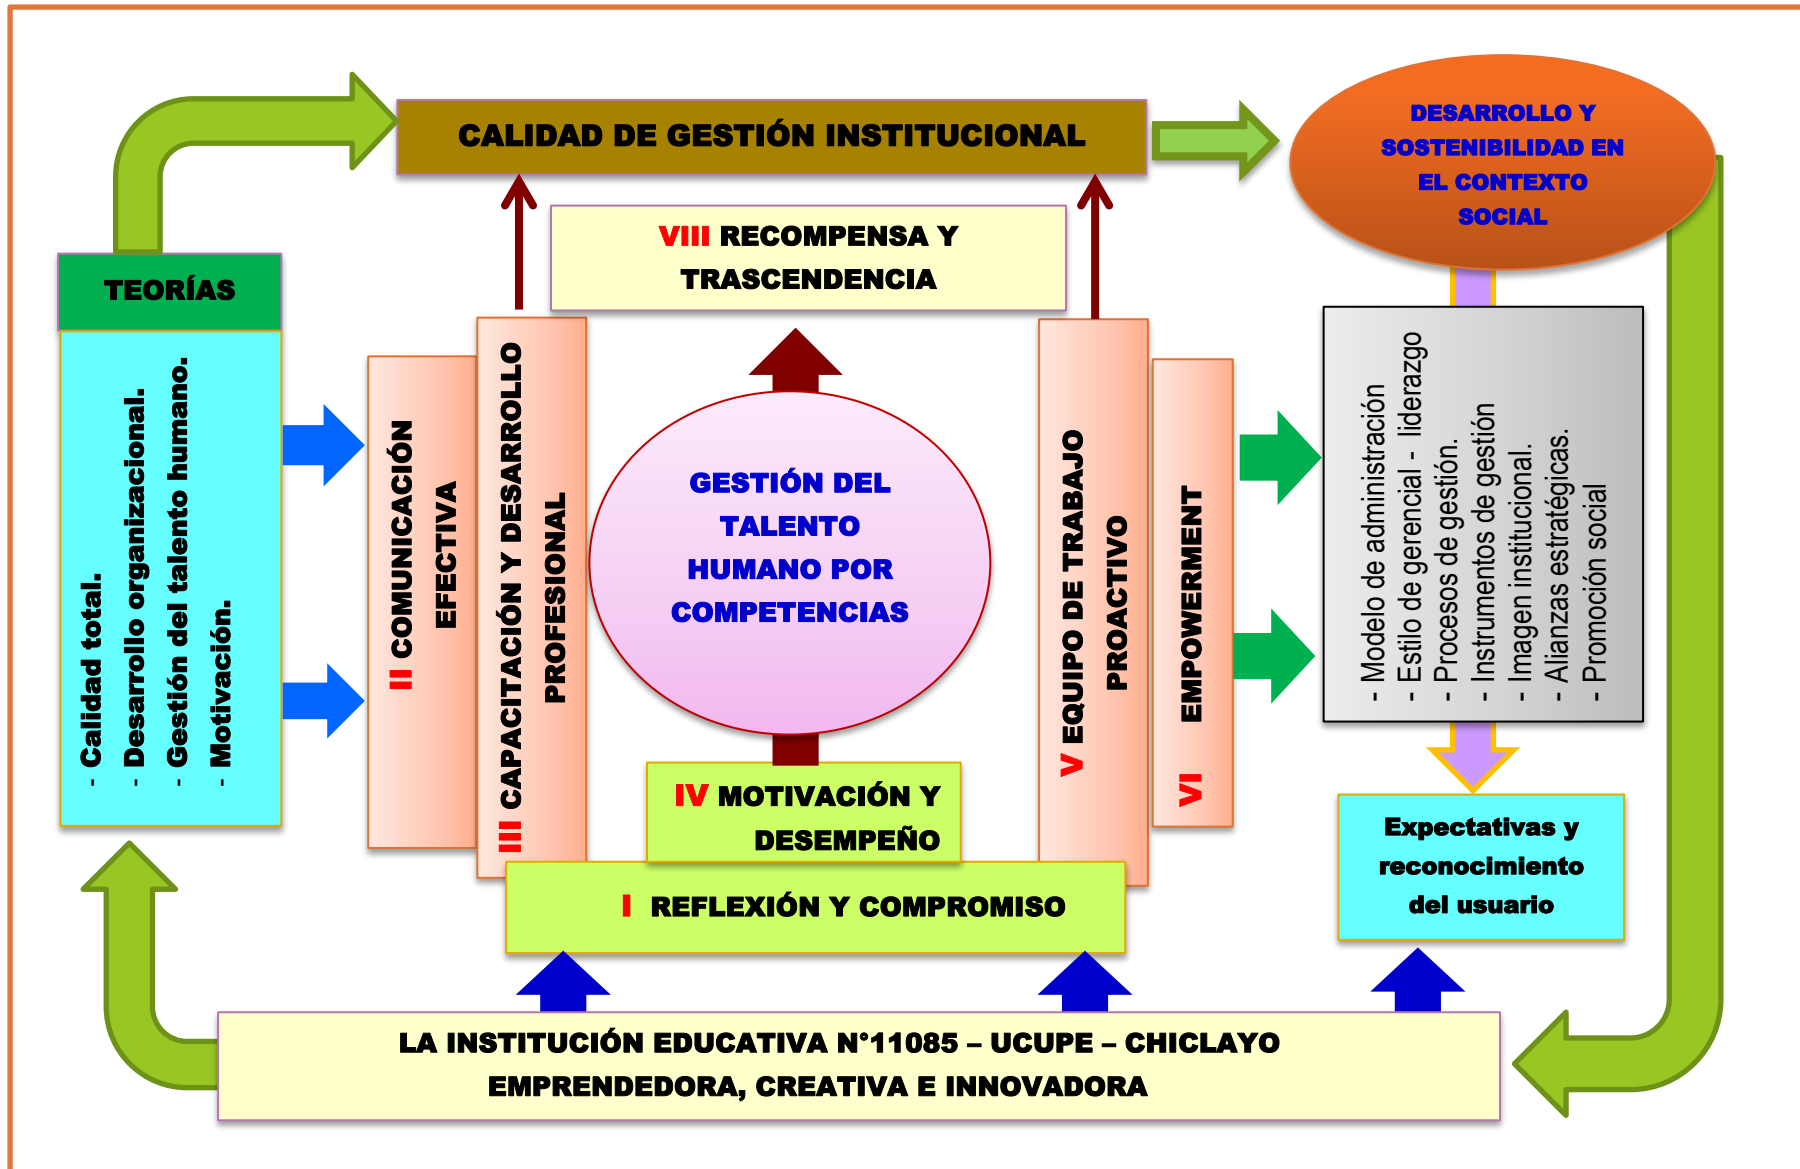 CALIDAD DE GESTIÓN INSTITUCIONAL
DESARROLLO Y
SOSTENIBILIDAD EN
EL CONTEXTO
SOCIAL
VIII RECOMPENSA Y
TRASCENDENCIA
TEORÍAS
- Calidad total.
- Desarrollo organizacional.
- Gestión del talento humano.
- Motivación.
II COMUNICACIÓN
EFECTIVA
III CAPACITACIÓN Y DESARROLLO
PROFESIONAL
GESTIÓN DEL
TALENTO
HUMANO POR
COMPETENCIAS
V EQUIPO DE TRABAJO
PROACTIVO
VI EMPOWERMENT
- Modelo de administración
- Estilo de gerencial - liderazgo
- Procesos de gestión.
- Instrumentos de gestión
- Imagen institucional.
- Alianzas estratégicas.
- Promoción social
IV MOTIVACIÓN Y
DESEMPEÑO
I REFLEXIÓN Y COMPROMISO
Expectativas y
reconocimiento
del usuario
LA INSTITUCIÓN EDUCATIVA N°11085 – UCUPE – CHICLAYO
EMPRENDEDORA, CREATIVA E INNOVADORA